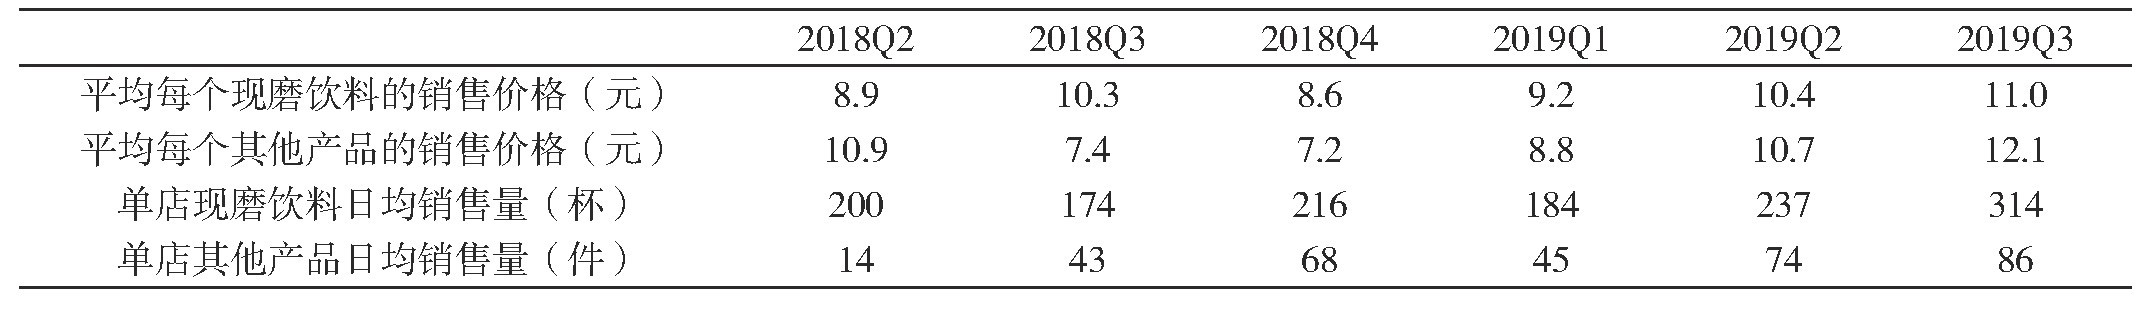 2018Q2 2018Q3 2018Q4 2019Q1 2019Q2 2019Q3
平均每个现磨饮料的销售价格（元） 8.9 10.3 8.6 9.2 10.4 11.0
平均每个其他产品的销售价格（元） 10.9 7.4 7.2 8.8 10.7 12.1
单店现磨饮料日均销售量（杯） 200 174 216 184 237 314
单店其他产品日均销售量（件） 14 43 68 45 74 86